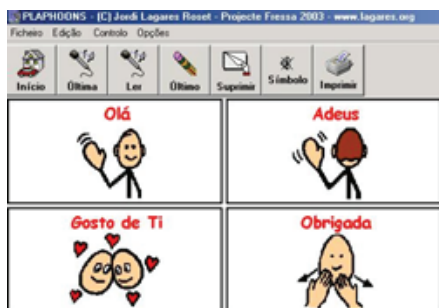 PLAPHOONS - (C) Jordi Lagares Roset - Projecte Fressa 2003 - www.lagares.org
Ficheiro Edição Controlo Opções
Início Última Ler Último Suprimir Símbolo Imprimir
Olá Adeus
Gosto de Ti Obrigada